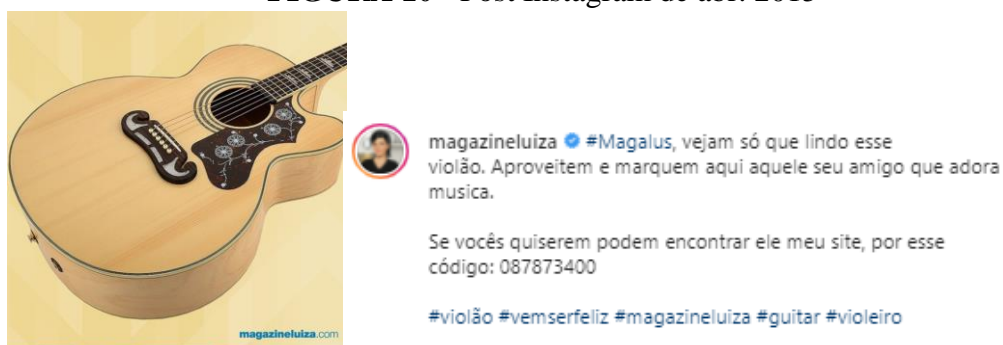 magazineluiza.com
magazineluiza #Magalus, vejam só que lindo esse
violão. Aproveitem e marquem aqui aquele seu amigo que adora
musica.
Se vocês quiserem podem encontrar ele meu site, por esse
código: 087873400
#violão #vemserfeliz #magazineluiza #guitar #violeiro